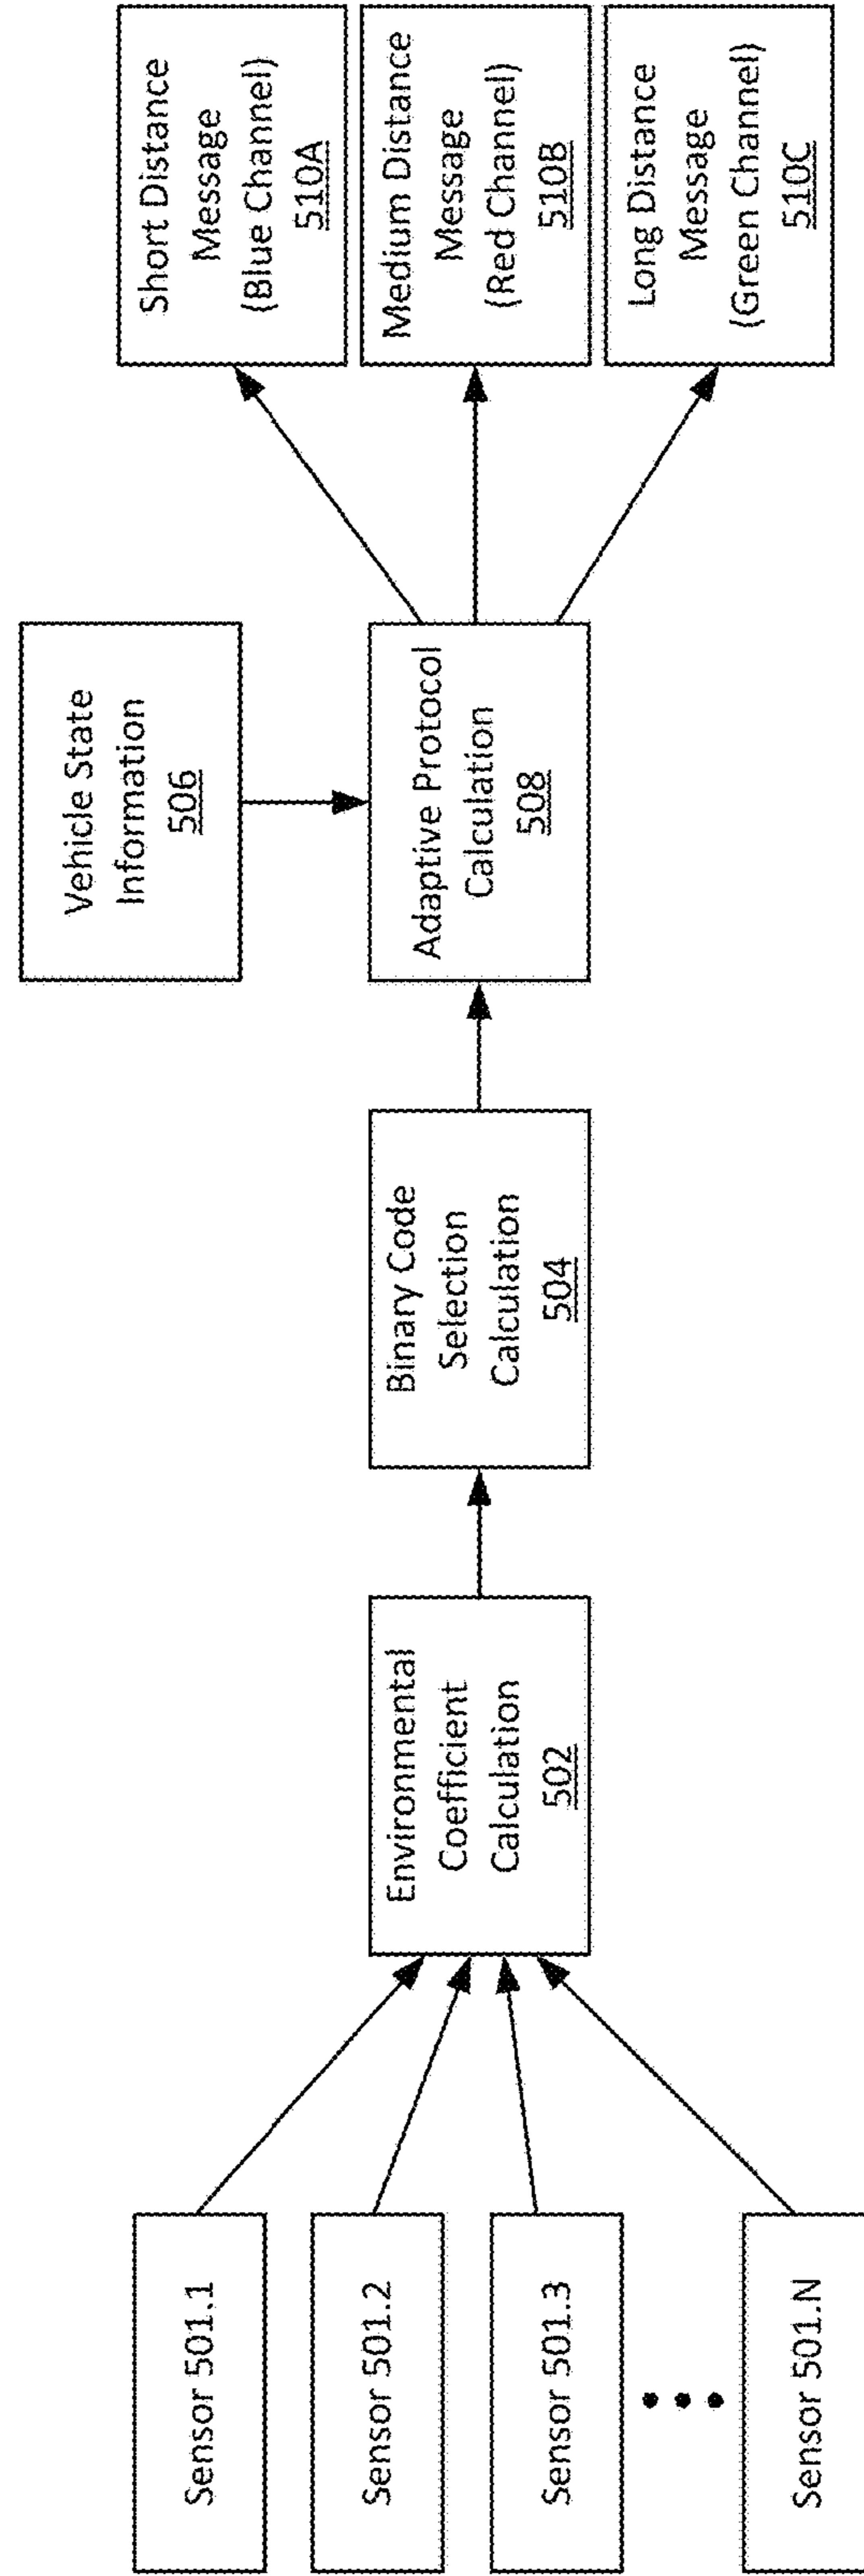 Sensor 501.1
Sensor 501.2
Sensor 501.3
Sensor 501.N
Environmental
Coefficient
Calculation
502
Binary Code
Selection
Calculation
504
Vehicle State
Information
506
Adaptive Protocol
Calculation
508
Short Distance
Message
(Blue Channel)
510A
Medium Distance
Message
(Red Channel)
510B
Long Distance
Message
(Green Channel)
510C